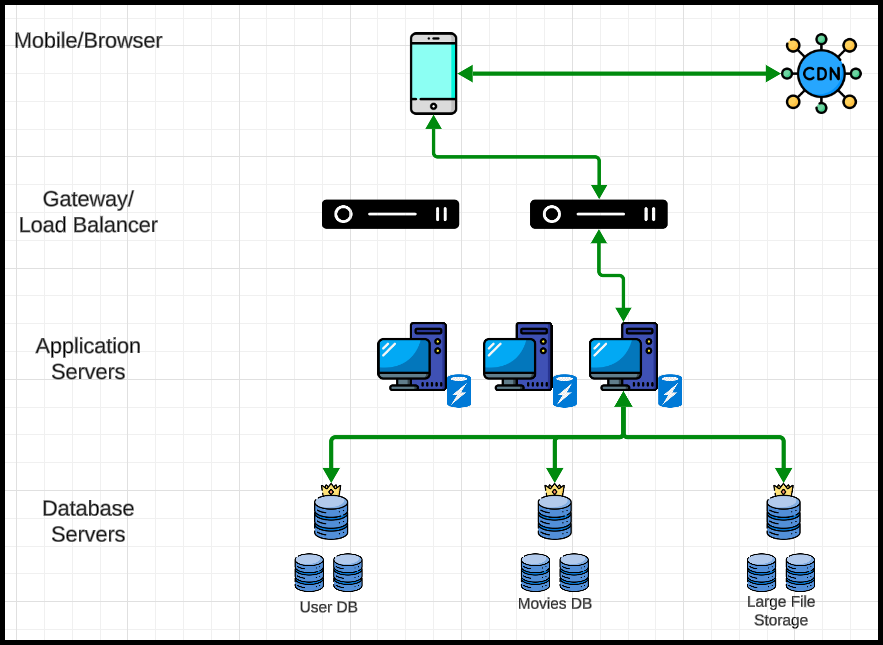 Mobile/Browser
CDN
Gateway/
Load Balancer
Application
Servers
Database
Servers
User DB
Movies DB
Large File
Storage